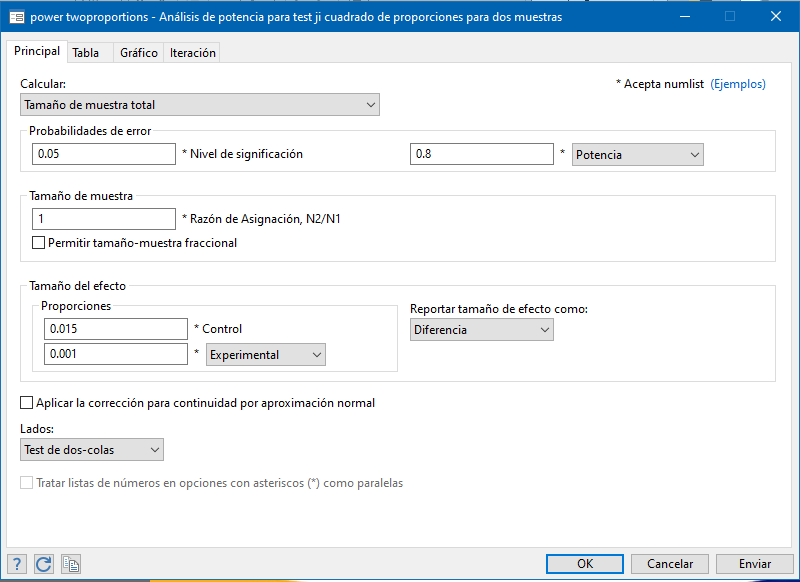 power twoproportions - Análisis de potencia para test ji cuadrado de proporciones para dos muestras
Principal Tabla Gráfico Iteración
Calcular: * Acepta numlist (Ejemplos)
Tamaño de muestra total
Probabilidades de error
0.05 * Nivel de significación 0.8 * Potencia
Tamaño de muestra
1 * Razón de Asignación, N2/N1
Permitir tamaño-muestra fraccional
Tamaño del efecto
Proporciones Reportar tamaño de efecto como:
0.015 * Control Diferencia
0.001 * Experimental
Aplicar la corrección para continuidad por aproximación normal
Lados:
Test de dos-colas
Tratar listas de números en opciones con asteriscos (*) como paralelas
? OK Cancelar Enviar